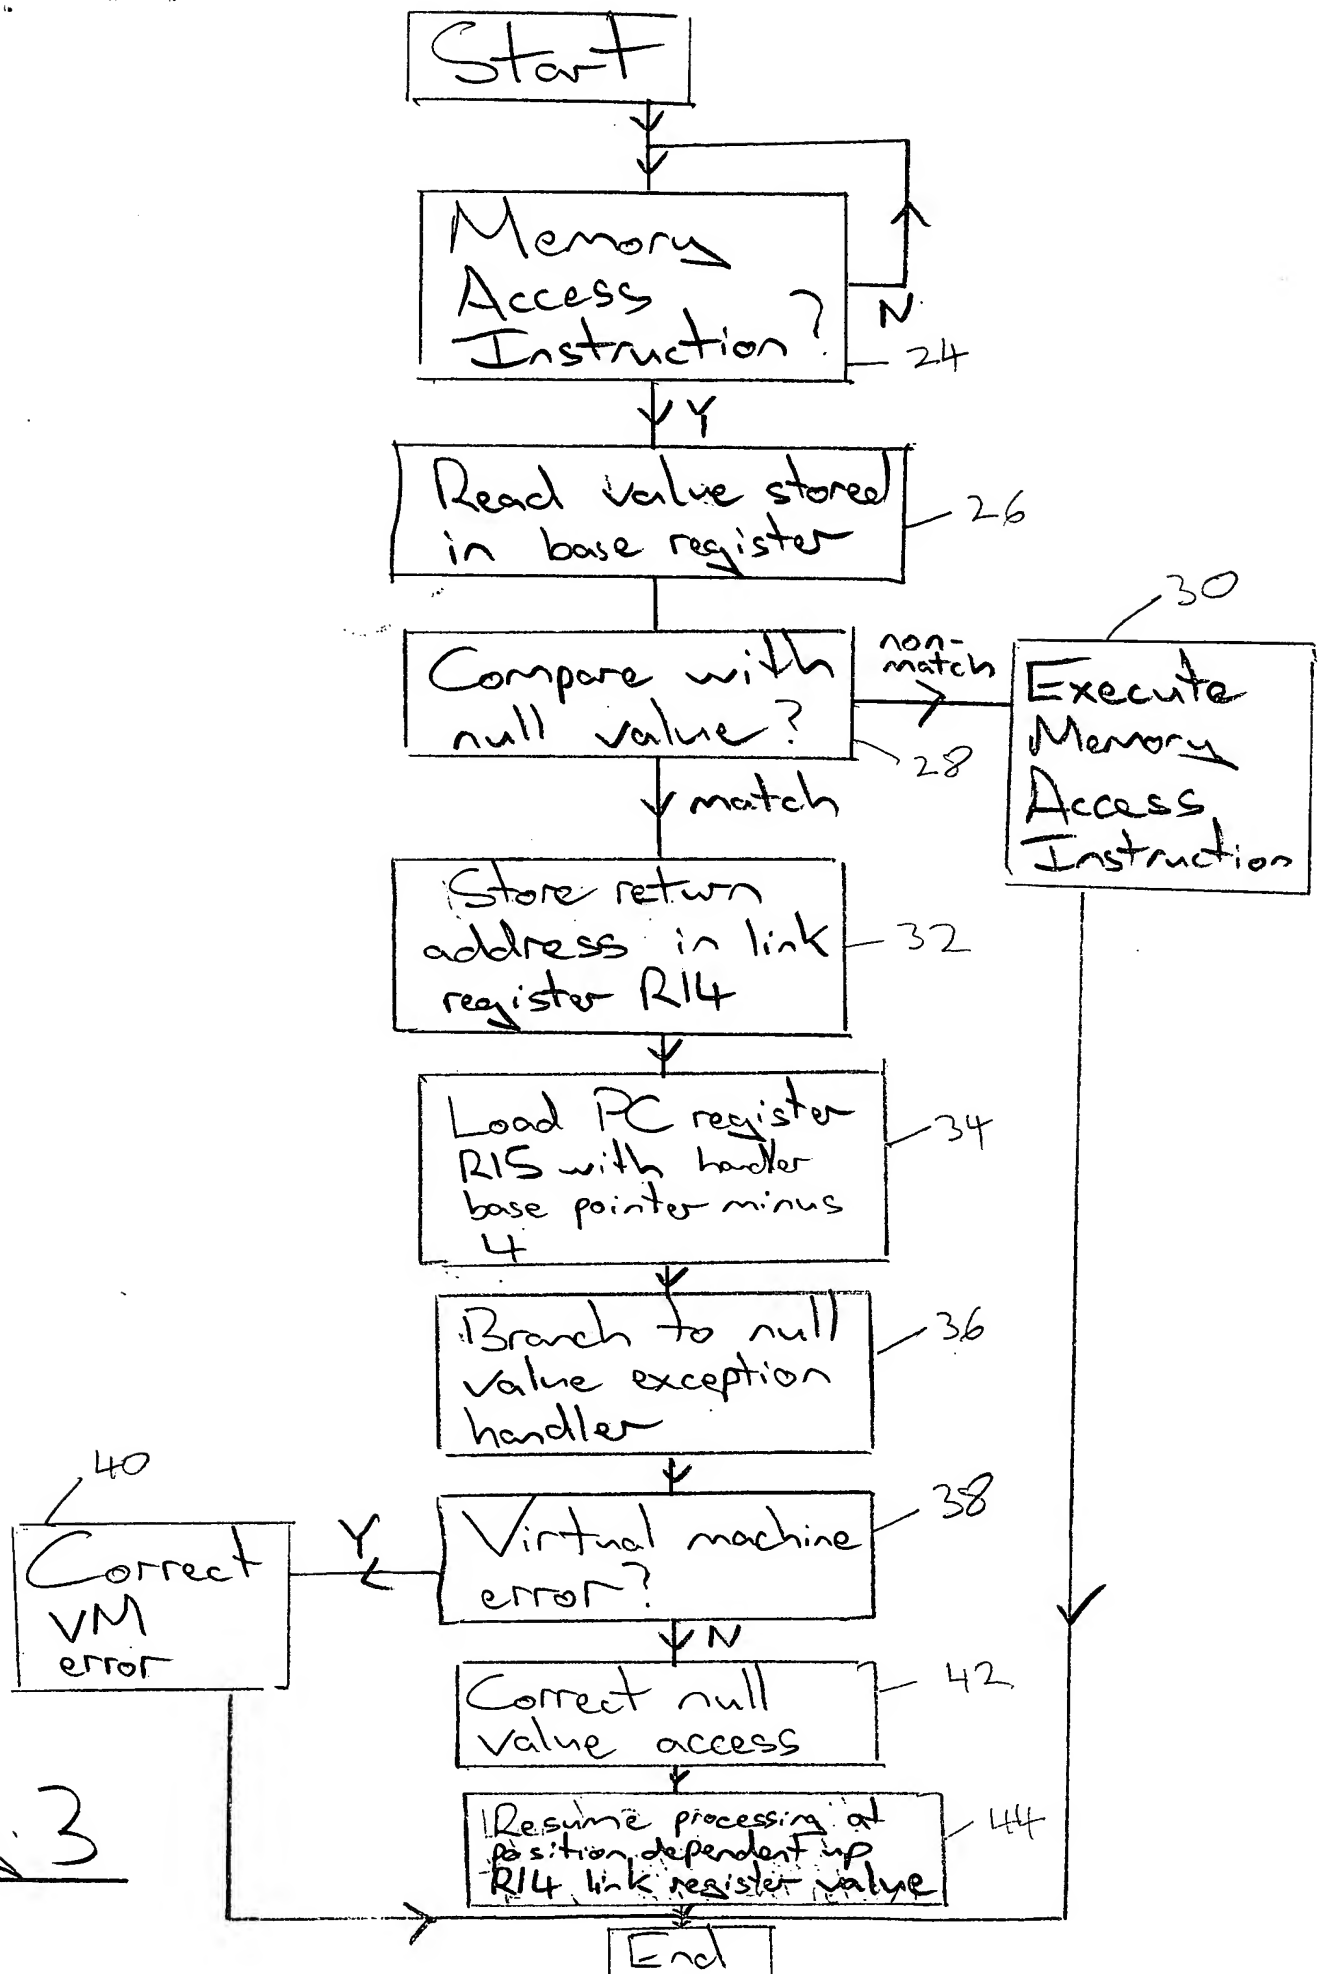 Start
Memory
Access
Instruction?
N
24
Y
Read value stored
in base register
26
Compare with
null value?
28
non-
match
30
Execute
Memory
Access
Instruction
match
Store return
address in link
register R14
32
Load PC register
R15 with handler
base pointer minus
4
34
Branch to null
value exception
handler
36
Virtual machine
error?
38
Y
40
Correct
VM
error
N
Correct null
value access
42
Resume processing at
position dependent up
R14 link register value
44
End
3